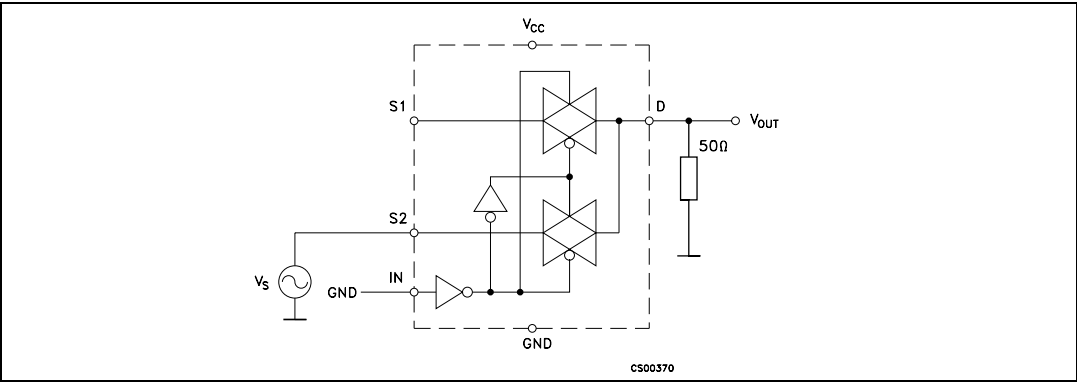 VCC
S1
D
VOUT
50Ω
S2
VS
IN
GND
GND
CS00370